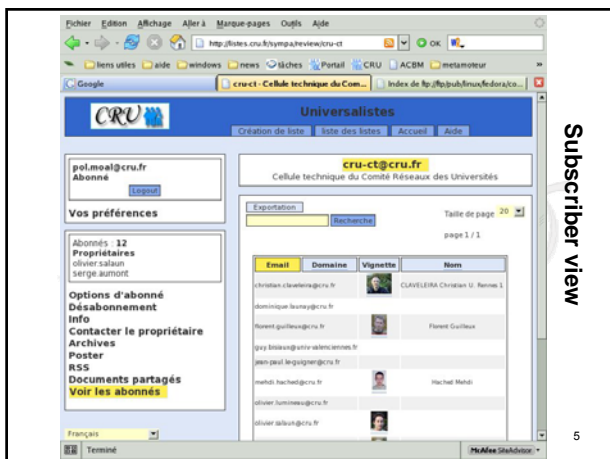 Fichier Edition Affichage Aller à Marque-pages Outils Aide
http://listes.cru.fr/sympa/review/cru-ct
OK
liens utiles aide windows news tâches Portail CRU ACBM metamoteur »
Google
cru-ct - Cellule technique du Com...
Index de ftp://ftp/pub/linux/fedora/co...
CRU
Universalistes
Création de liste liste des listes Accueil Aide
pol.moal@cru.fr
Abonné
Logout
Vos préférences
Abonnés : 12
Propriétaires
olivier.salaun
serge.aumont
Options d'abonné
Désabonnement
Info
Contacter le propriétaire
Archives
Poster
RSS
Documents partagés
Voir les abonnés
Français
cru-ct@cru.fr
Cellule technique du Comité Réseaux des Universités
Exportation
Recherche
Taille de page 20
page 1 / 1
Email Domaine Vignette Nom
christian.claveleira@cru.fr CLAVELEIRA Christian U. Rennes 1
dominique.launay@cru.fr
florent.guilleux@cru.fr Florent Guilleux
guy.bisiaux@univ-valenciennes.fr
jean-paul.le-guigner@cru.fr
mehdi.hached@cru.fr Hached Mehdi
olivier.lumineau@cru.fr
olivier.salaun@cru.fr
Terminé
McAfee SiteAdvisor
Subscriber view
5